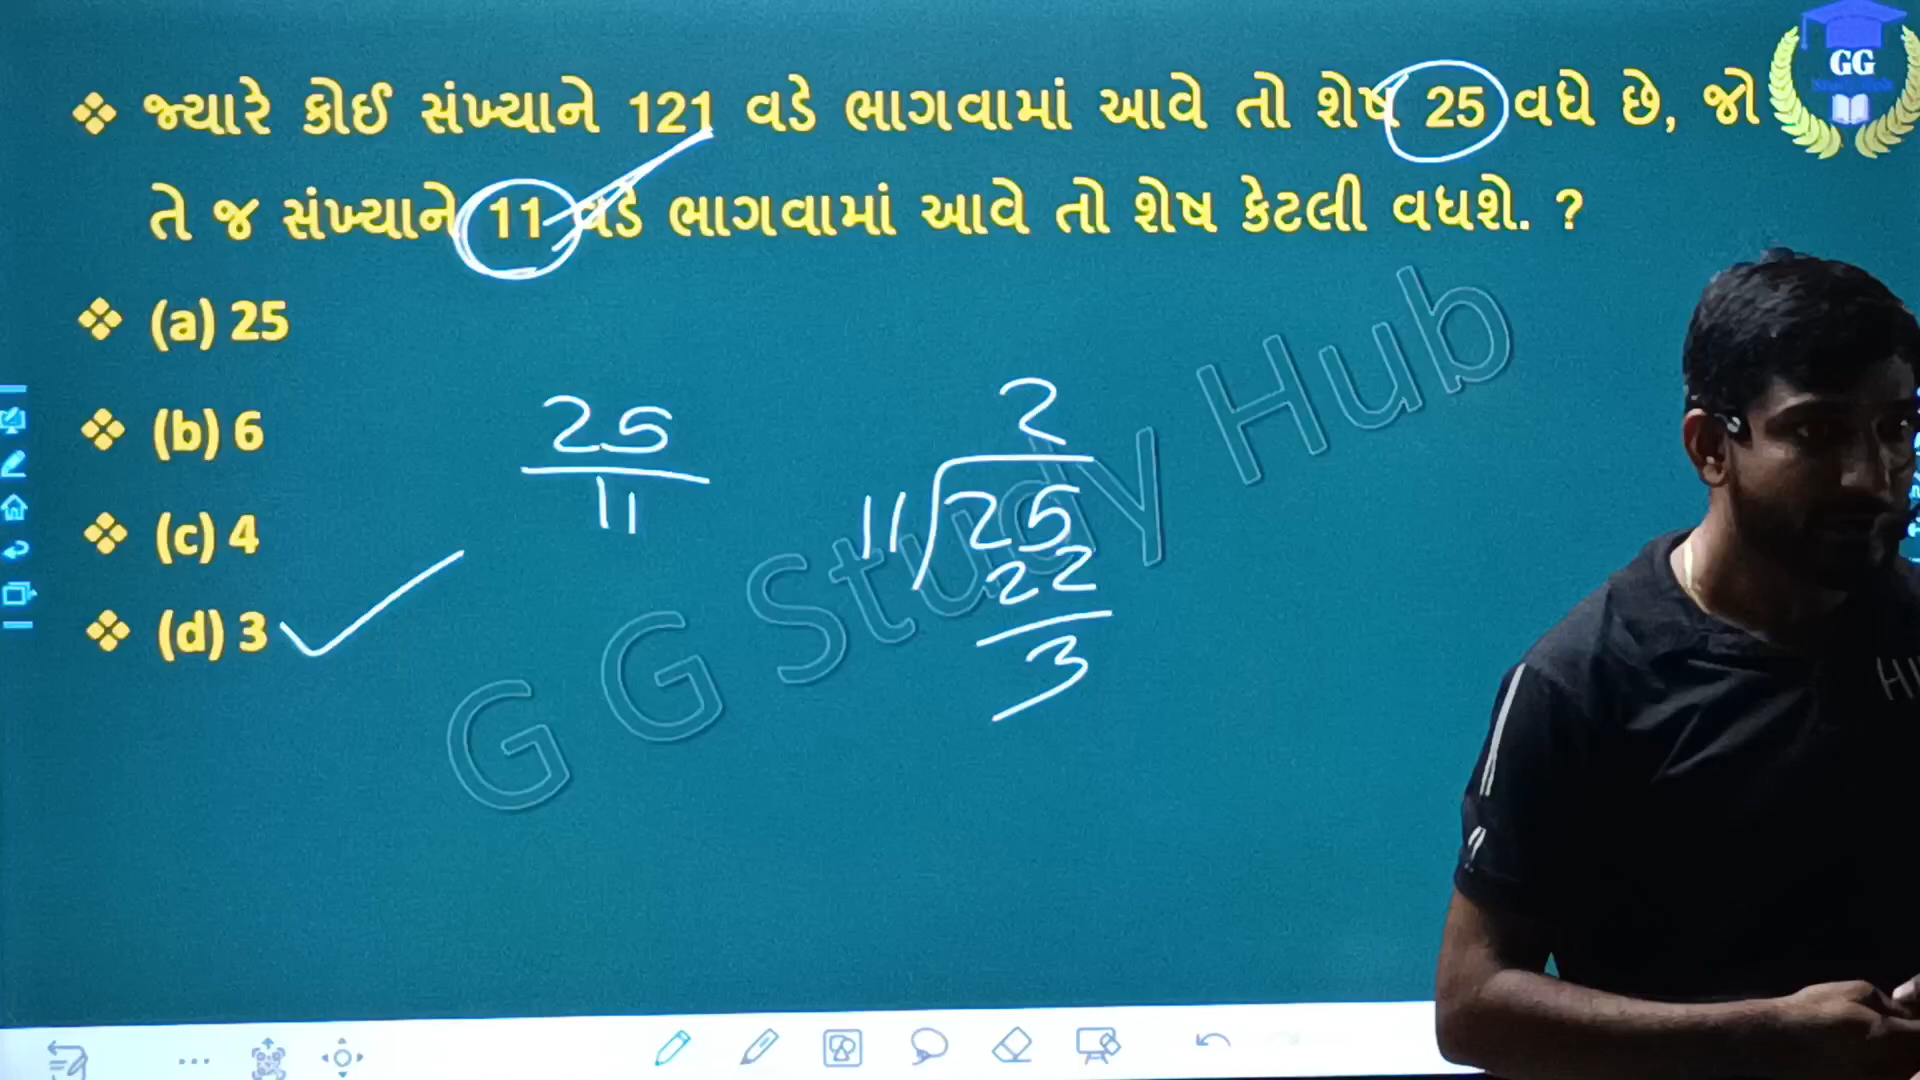 ❖ જ્યારે કોઈ સંખ્યાને 121 વડે ભાગવામાં આવે તો શેષ 25 વધે છે, જો
તે જ સંખ્યાને 11 વડે ભાગવામાં આવે તો શેષ કેટલી વધશે. ?
❖ (a) 25
❖ (b) 6
❖ (c) 4
❖ (d) 3
25
11
2
11 25
22
3
G G Study Hub
GG
HI